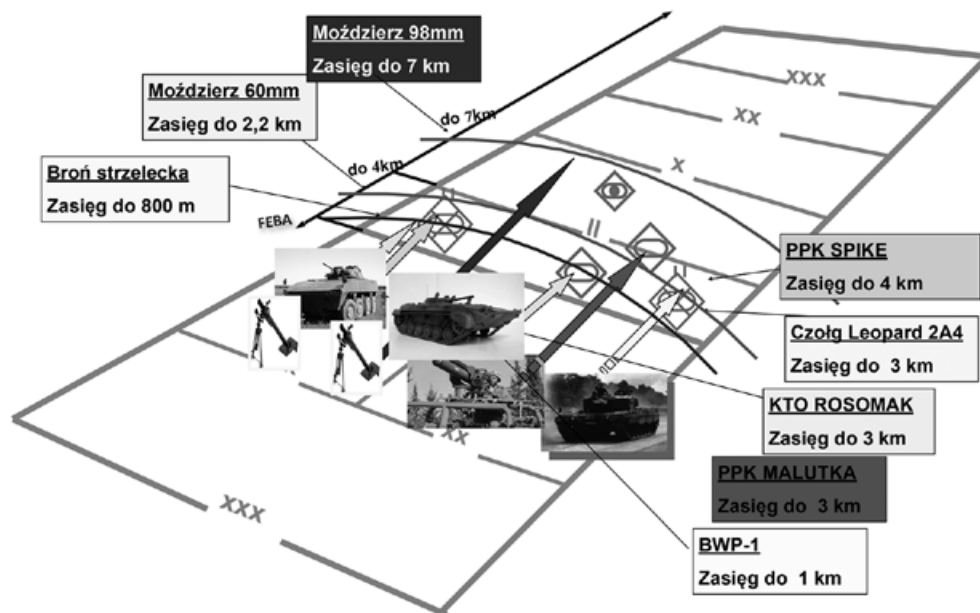 Moździerz 98mm
Zasięg do 7 km
Moździerz 60mm
Zasięg do 2,2 km
Broń strzelecka
Zasięg do 800 m
do 7km
do 4km
FEBA
XXX
XX
X
II
II
II
PPK SPIKE
Zasięg do 4 km
Czołg Leopard 2A4
Zasięg do 3 km
KTO ROSOMAK
Zasięg do 3 km
PPK MALUTKA
Zasięg do 3 km
BWP-1
Zasięg do 1 km
XX
XXX